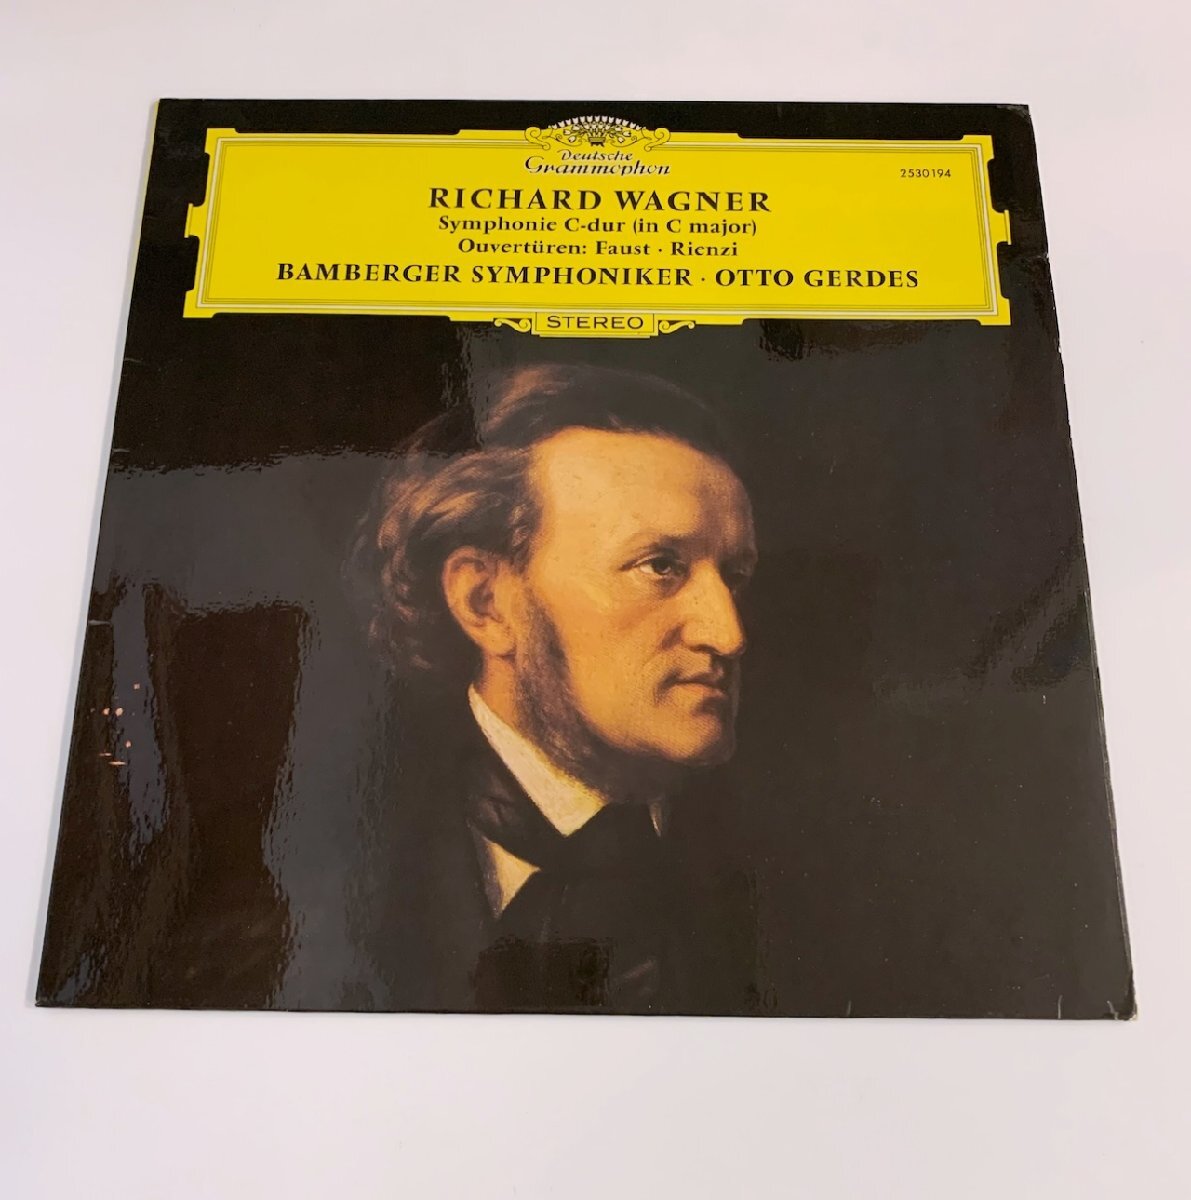 Deutsche
Grammophon
2530194
RICHARD WAGNER
Symphonie C-dur (in C major)
Ouvertüren: Faust · Rienzi
BAMBERGER SYMPHONIKER · OTTO GERDES
STEREO